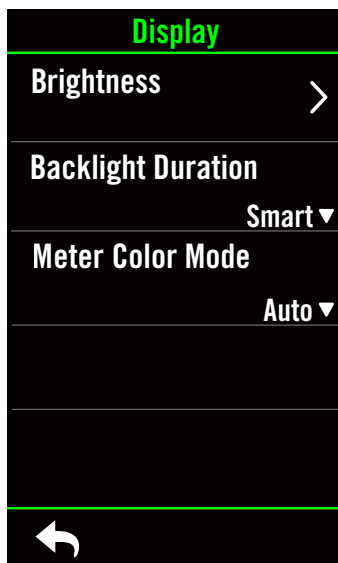 Display
Brightness
Backlight Duration
Smart
Meter Color Mode
Auto